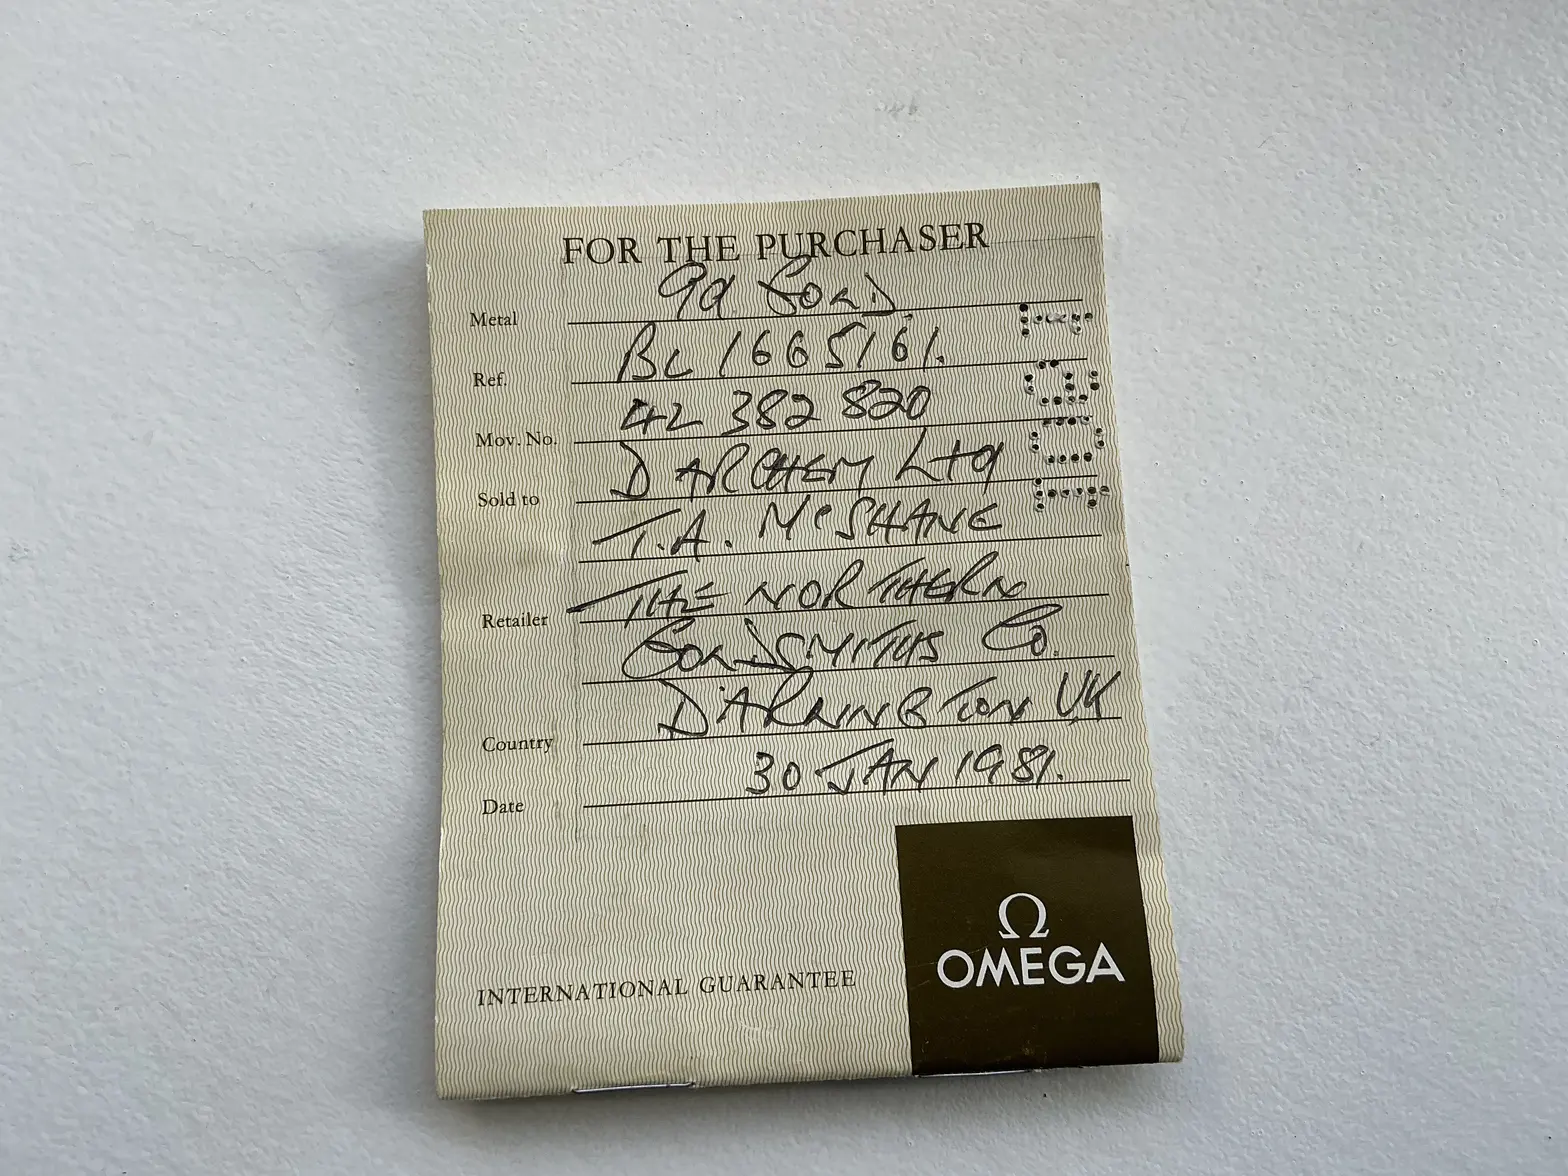 FOR THE PURCHASER
Metal 9ct GOLD.
Ref. BL 1665161.
Mov. No. 42 382 820
Sold to DARCHEM Ltd
T.A. McSHANE
Retailer THE NORTHERN
GOLDSMITHS Co.
DARLINGTON UK
Country
Date 30 JAN 1981.
Ω
OMEGA
INTERNATIONAL GUARANTEE